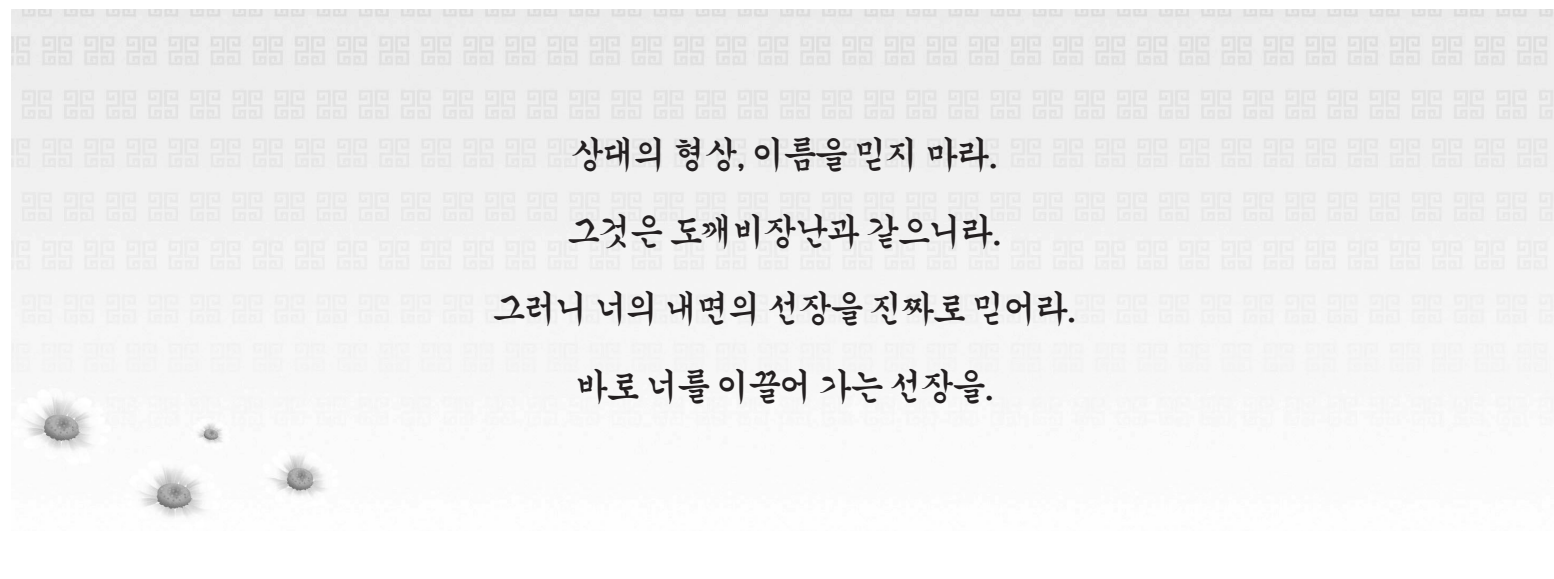 상대의 형상, 이름을 믿지 마라.
그것은 도깨비장난과 같으니라.
그러니 너의 내면의 선장을 진짜로 믿어라.
바로 너를 이끌어 가는 선장을.